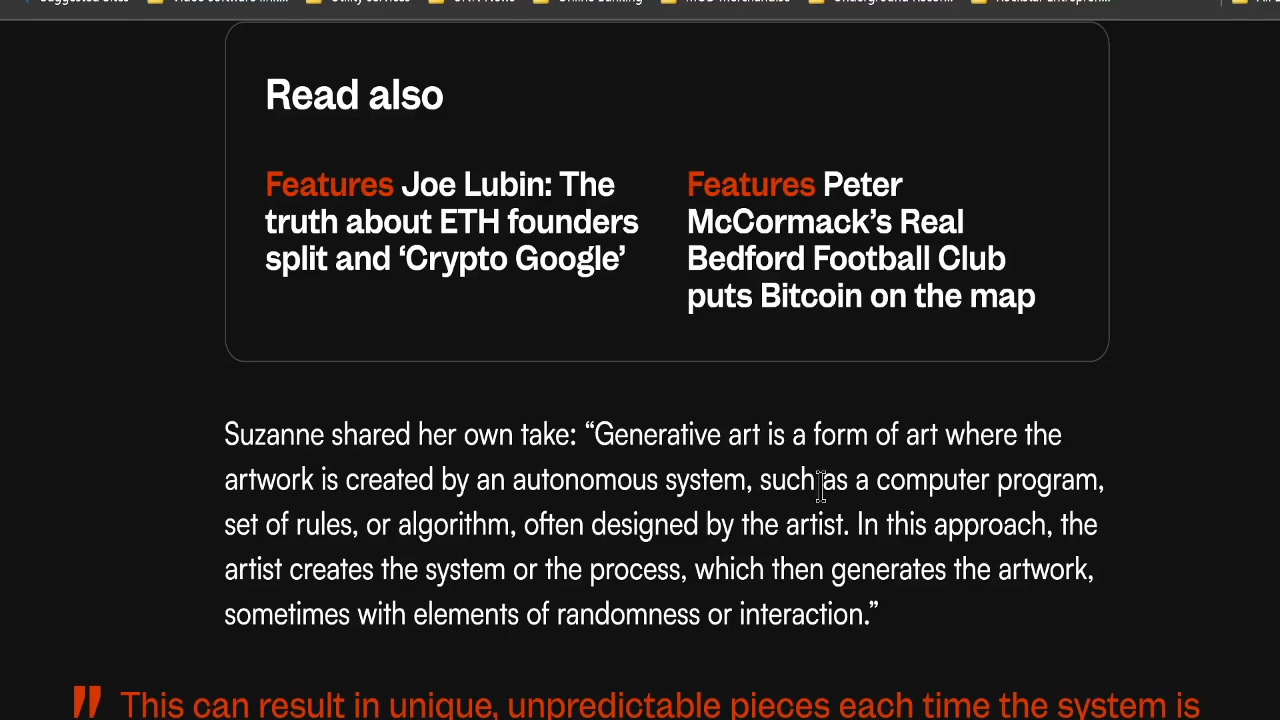 Read also
Features Joe Lubin: The
truth about ETH founders
split and ‘Crypto Google’
Features Peter
McCormack’s Real
Bedford Football Club
puts Bitcoin on the map
Suzanne shared her own take: “Generative art is a form of art where the
artwork is created by an autonomous system, such as a computer program,
set of rules, or algorithm, often designed by the artist. In this approach, the
artist creates the system or the process, which then generates the artwork,
sometimes with elements of randomness or interaction.”
" This can result in unique, unpredictable pieces each time the system is